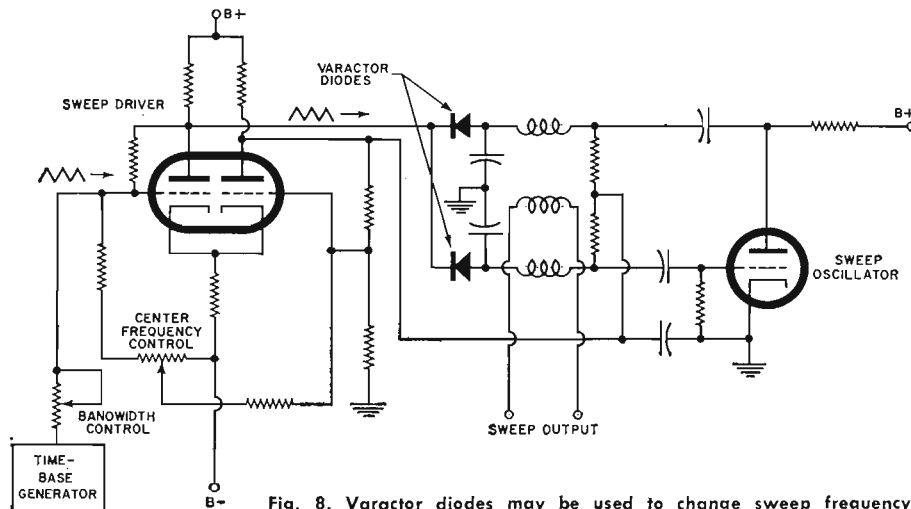 B+
VARACTOR
DIODES
SWEEP DRIVER
B+
SWEEP
OSCILLATOR
CENTER
FREQUENCY
CONTROL
BANDWIDTH
CONTROL
SWEEP OUTPUT
TIME-
BASE
GENERATOR
B-
Fig. 8. Varactor diodes may be used to change sweep frequency